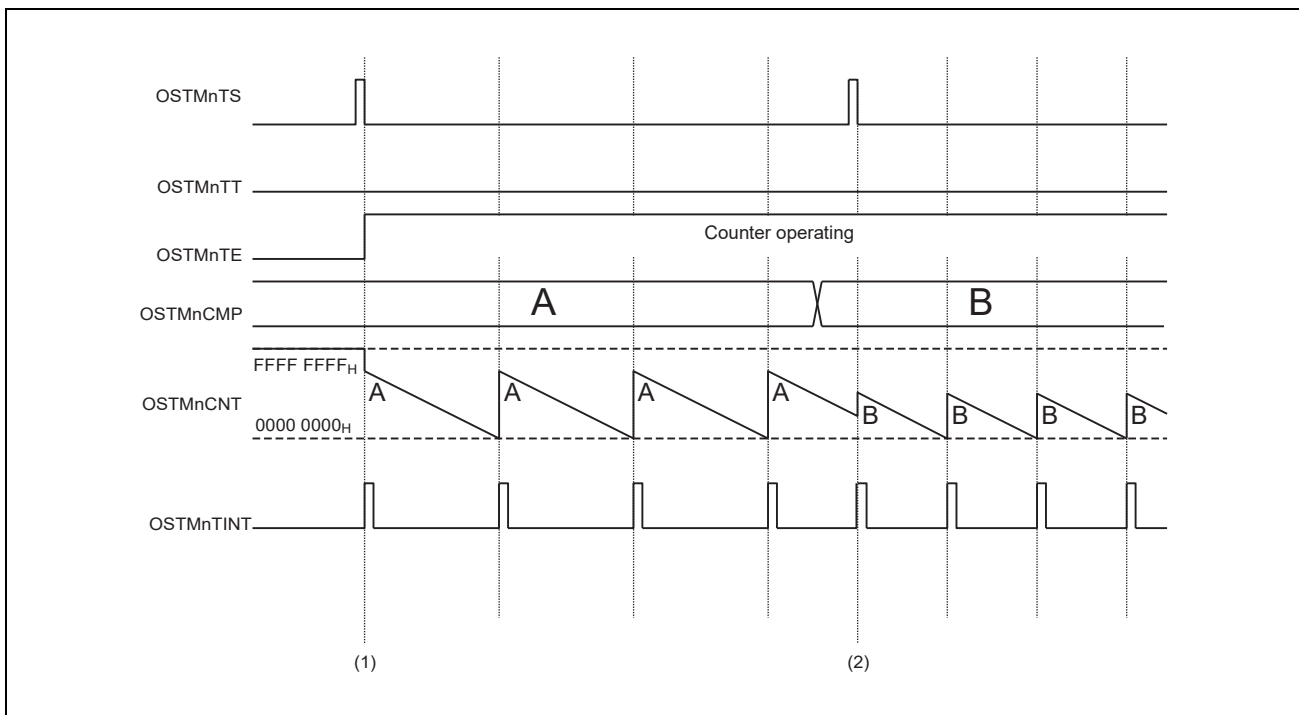 OSTMnTS
OSTMnTT
OSTMnTE
Counter operating
OSTMnCMP
A
B
FFFF FFFFH
OSTMnCNT
A
A
A
A
B
B
B
B
0000 0000H
OSTMnTINT
(1)
(2)